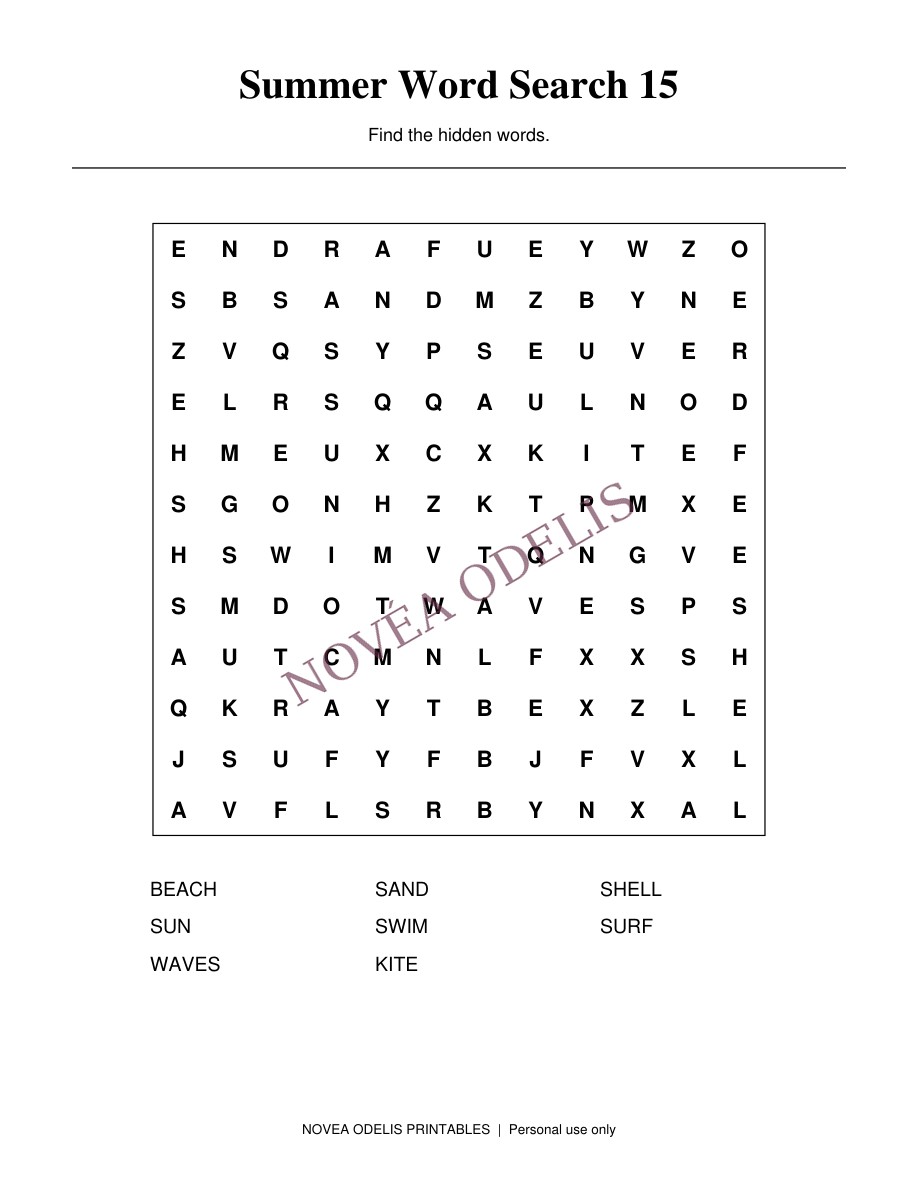 Summer Word Search 15
Find the hidden words.
E N D R A F U E Y W Z O
S B S A N D M Z B Y N E
Z V Q S Y P S E U V E R
E L R S Q Q A U L N O D
H M E U X C X K I T E F
S G O N H Z K T P M X E
H S W I M V T Q N G V E
S M D O T W A V E S P S
A U T C M N L F X X S H
Q K R A Y T B E X Z L E
J S U F Y F B J F V X L
A V F L S R B Y N X A L
NOVÉA ODELIS
BEACH SAND SHELL
SUN SWIM SURF
WAVES KITE
NOVEA ODELIS PRINTABLES | Personal use only